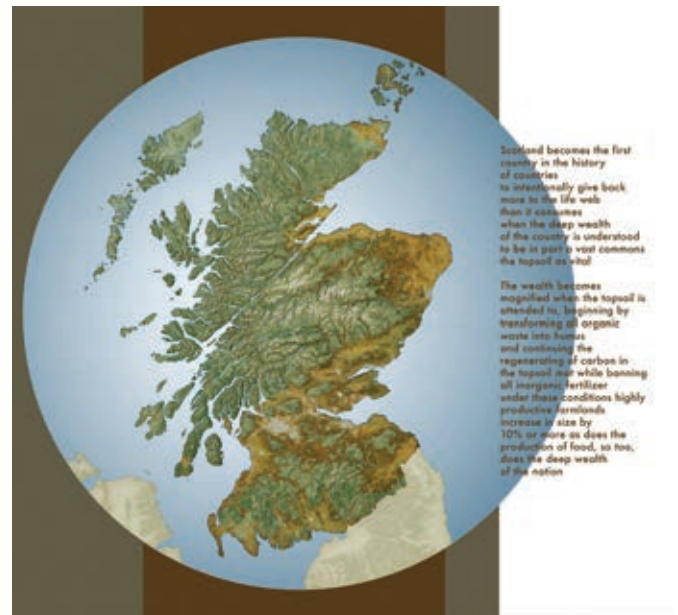 Scotland becomes the first
country in the history
of countries
to intentionally give back
more to the life web
than it consumes
when the deep wealth
of the country is understood
to be in part a vast commons
the topsoil as vital
The wealth becomes
magnified when the topsoil is
attended to, beginning by
transforming all organic
waste into humus
and continuing the
regenerating of carbon in
the topsoil mat while banning
all inorganic fertilizer
under these conditions highly
productive farmlands
increase in size by
10% or more as does the
production of food, so too,
does the deep wealth
of the nation